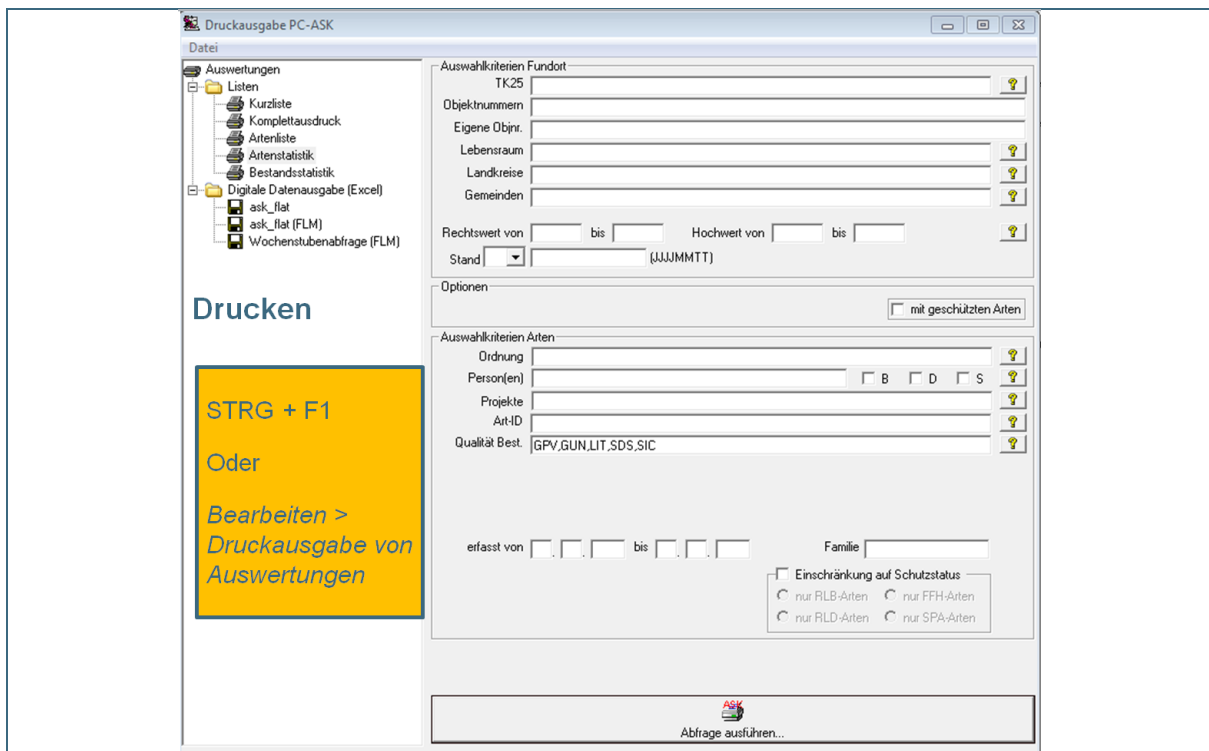 Druckausgabe PC-ASK
Datei
Auswertungen
Listen
Kurzliste
Komplettausdruck
Artenliste
Artenstatistik
Bestandsstatistik
Digitale Datenausgabe (Excel)
ask_flat
ask_flat (FLM)
Wochenstubenabfrage (FLM)
Drucken
STRG + F1
Oder
Bearbeiten >
Druckausgabe von
Auswertungen
Auswahlkriterien Fundort
TK25 ?
Objektnummern
Eigene Objnr.
Lebensraum ?
Landkreise ?
Gemeinden ?
Rechtswert von bis Hochwert von bis ?
Stand (JJJJMMTT)
Optionen
mit geschützten Arten
Auswahlkriterien Arten
Ordnung ?
Person(en) B D S ?
Projekte ?
Art-ID ?
Qualität Best. GPV,GUN,LIT,SDS,SIC ?
erfasst von . . bis . . Familie
Einschränkung auf Schutzstatus
nur RLB-Arten nur FFH-Arten
nur RLD-Arten nur SPA-Arten
ASK
Abfrage ausführen...